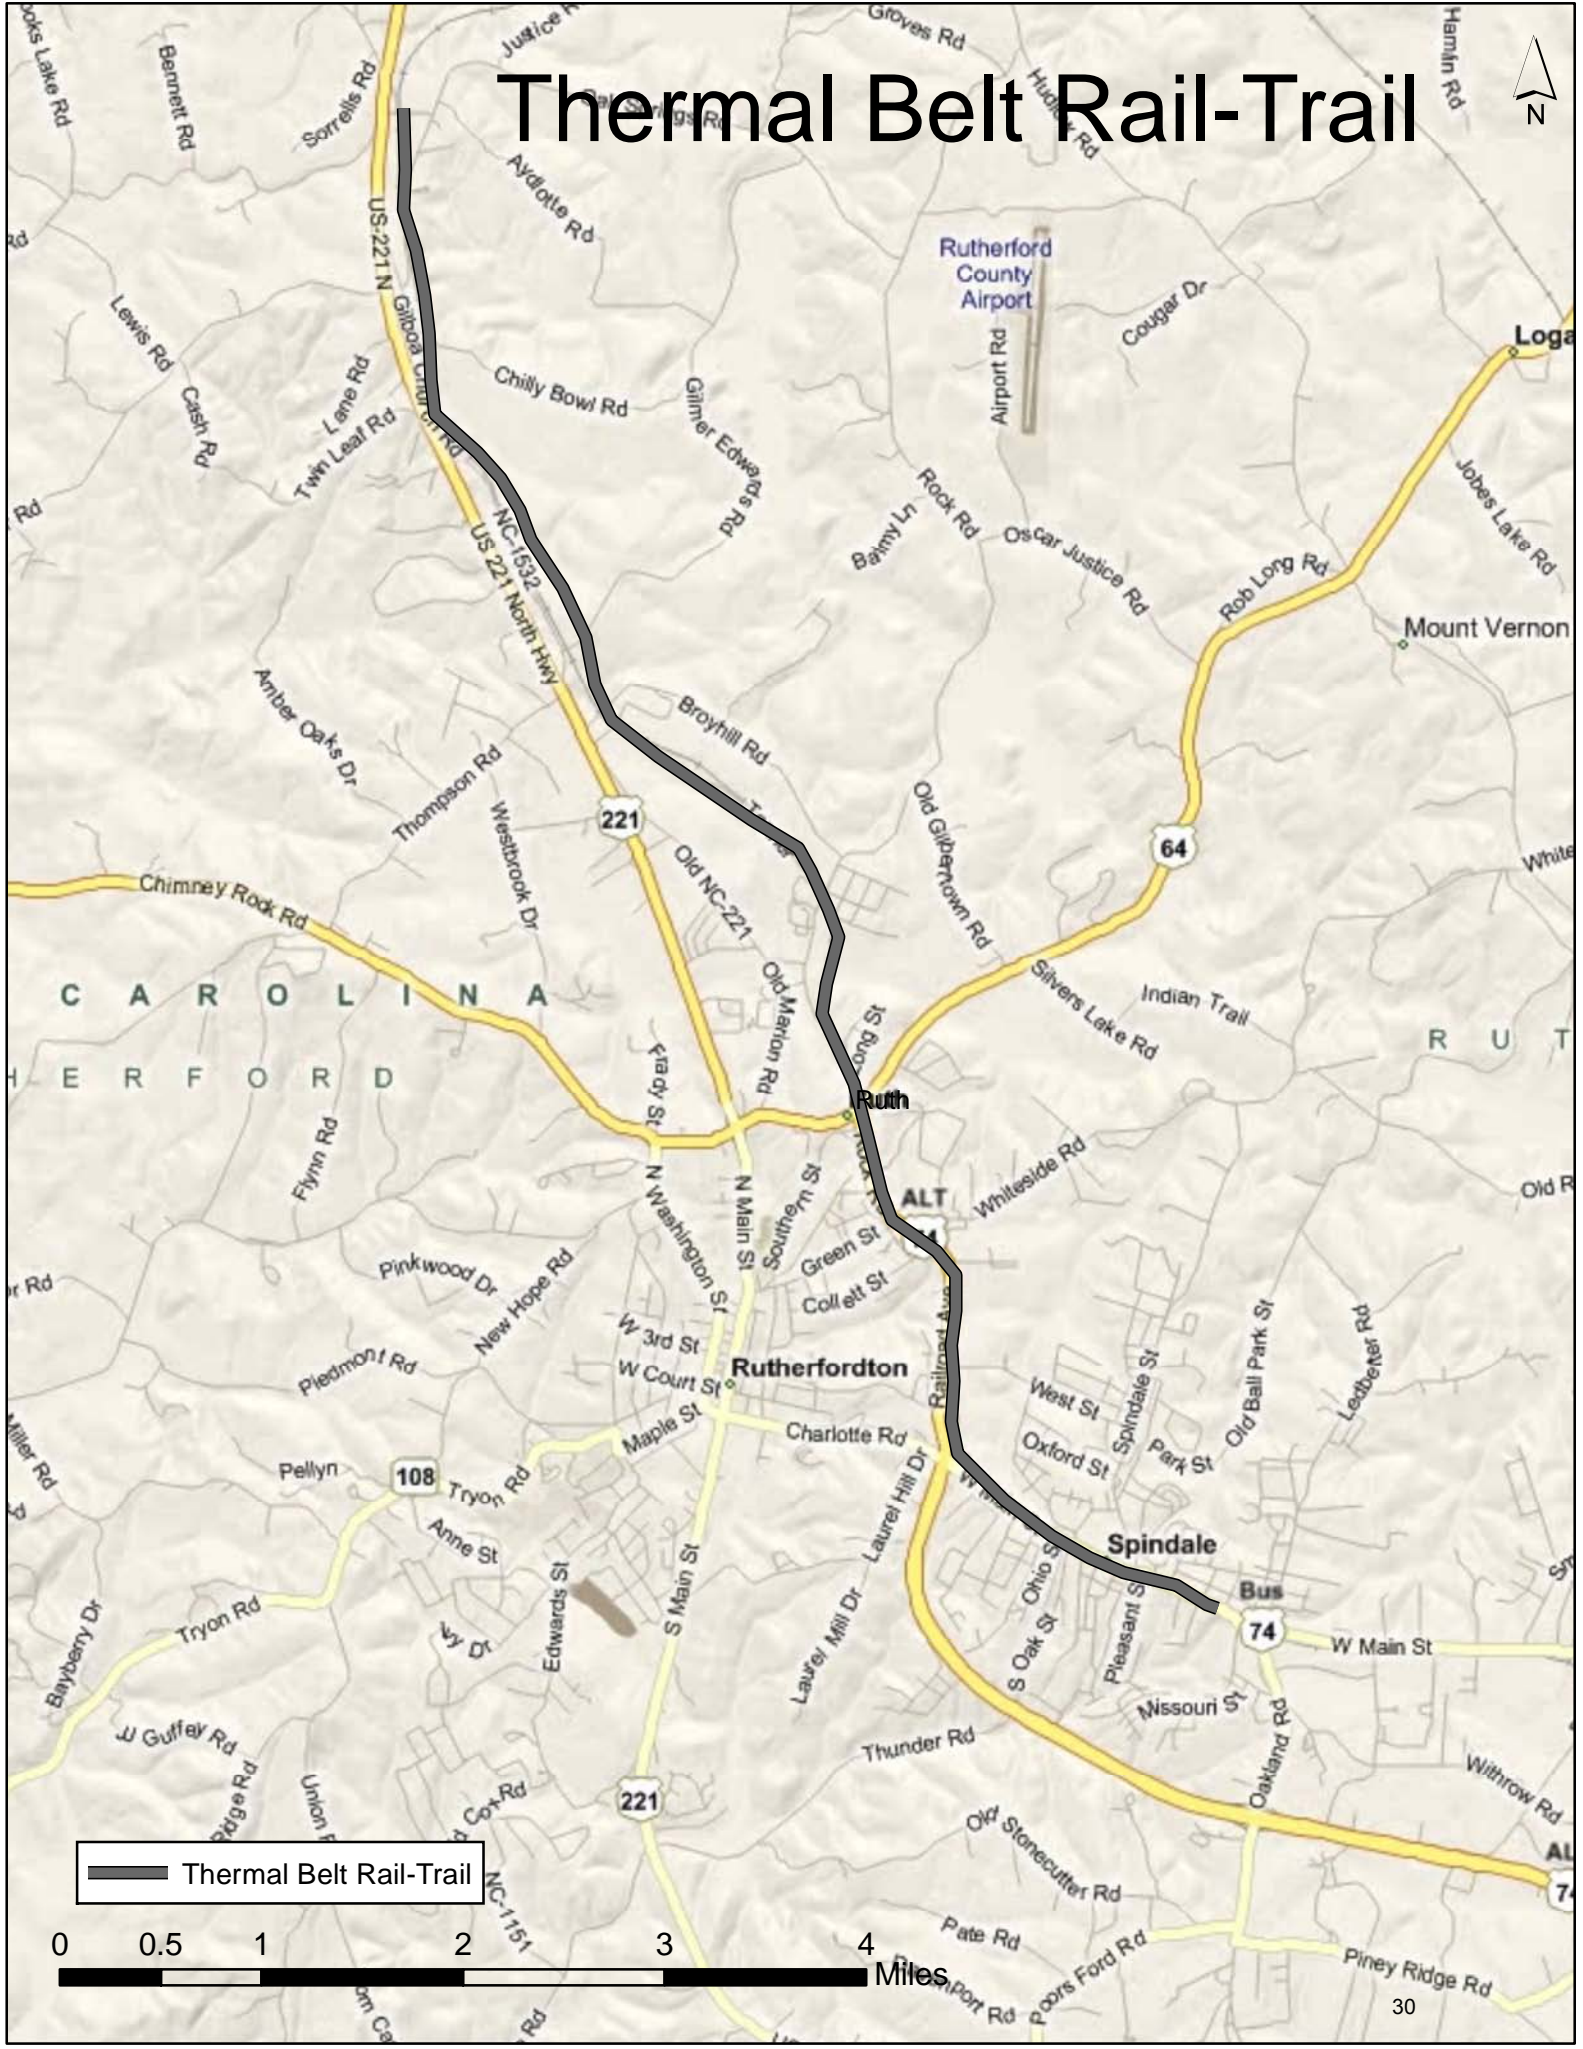 Thermal Belt Rail-Trail
N
Bennett Rd
Sorrells Rd
Groves Rd
Hamlin Rd
Aydlotte Rd
US-221 N
Rd
Rutherford
County
Airport
Airport Rd
Cougar Dr
Lewis Rd
Cash Rd
Lane Rd
Twin Leaf Rd
Chilly Bowl Rd
Gilmer Edwards Rd
Rock Rd
Balmy Ln
Oscar Justice Rd
Rob Long Rd
Jobes Lake Rd
Mount Vernon
Rd
NC-1532
US 221 North Hwy
Amber Oaks Dr
Thompson Rd
Westbrook Dr
Broyhill Rd
221
Old NC-221
Old Gilbertown Rd
64
Chimney Rock Rd
CAROLINA
Old Marion Rd
Silvers Lake Rd
Indian Trail
R U T
H E R F O R D
Frady St
Ruth
Flynn Rd
N Washington St
N Main St
Southern St
Green St
Collett St
ALT
Whiteside Rd
Pinkwood Dr
New Hope Rd
Piedmont Rd
W 3rd St
W Court St
Rutherfordton
Maple St
Charlotte Rd
Railroad Ave
West St
Oxford St
Spindale St
Park St
Old Ball Park St
Ledbetter Rd
Miller Rd
Pellyn
108
Tryon Rd
Anne St
Laurel Hill Dr
Spindale
Bus
74
W Main St
Edwards St
S Main St
Laurel Mill Dr
S Oak St
Missouri St
Oakland Rd
Bayberry Dr
Tryon Rd
Ivy Dr
JJ Guffey Rd
Thunder Rd
Withrow Rd
221
Old Stonecutter Rd
Pate Rd
Poors Ford Rd
Piney Ridge Rd
NC-1151
Thermal Belt Rail-Trail
0 0.5 1 2 3 4
Miles
30